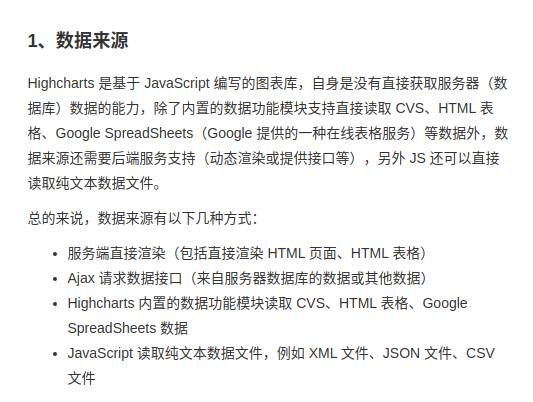 1、数据来源
Highcharts 是基于 JavaScript 编写的图表库，自身是没有直接获取服务器（数
据库）数据的能力，除了内置的数据功能模块支持直接读取 CVS、HTML 表
格、Google SpreadSheets（Google 提供的一种在线表格服务）等数据外，数
据来源还需要后端服务支持（动态渲染或提供接口等），另外 JS 还可以直接
读取纯文本数据文件。
总的来说，数据来源有以下几种方式：
• 服务端直接渲染（包括直接渲染 HTML 页面、HTML 表格）
• Ajax 请求数据接口（来自服务器数据库的数据或其他数据）
• Highcharts 内置的数据功能模块读取 CVS、HTML 表格、Google
SpreadSheets 数据
• JavaScript 读取纯文本数据文件，例如 XML 文件、JSON 文件、CSV
文件